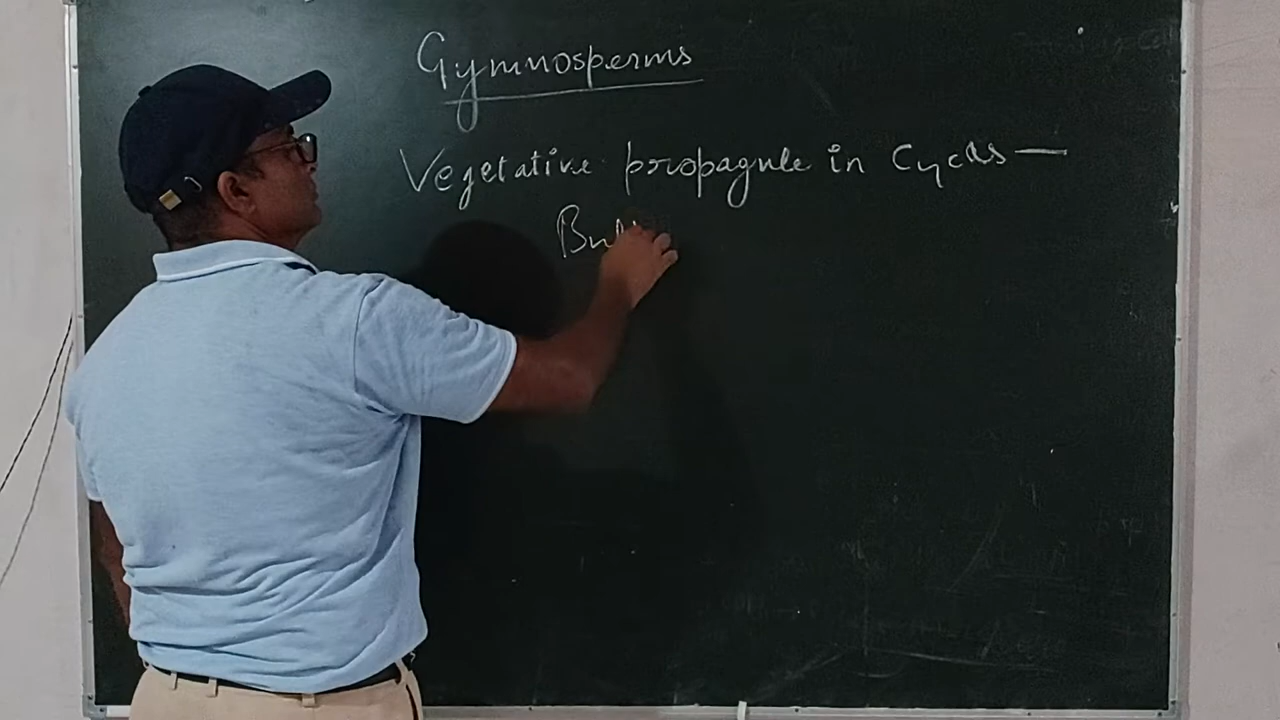 Gymnosperms
Vegetative propagule in Cycas —